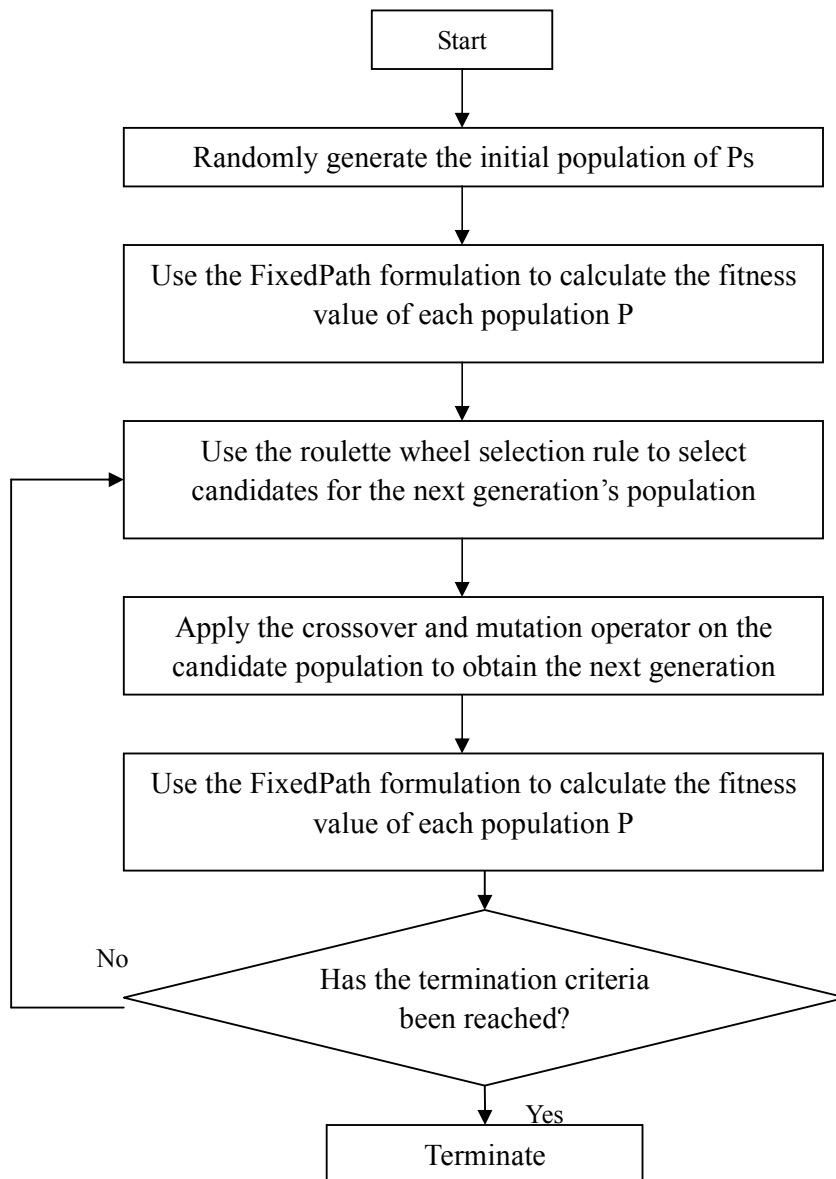 Start
Randomly generate the initial population of Ps
Use the FixedPath formulation to calculate the fitness
value of each population P
Use the roulette wheel selection rule to select
candidates for the next generation’s population
Apply the crossover and mutation operator on the
candidate population to obtain the next generation
Use the FixedPath formulation to calculate the fitness
value of each population P
No
Has the termination criteria
been reached?
Yes
Terminate